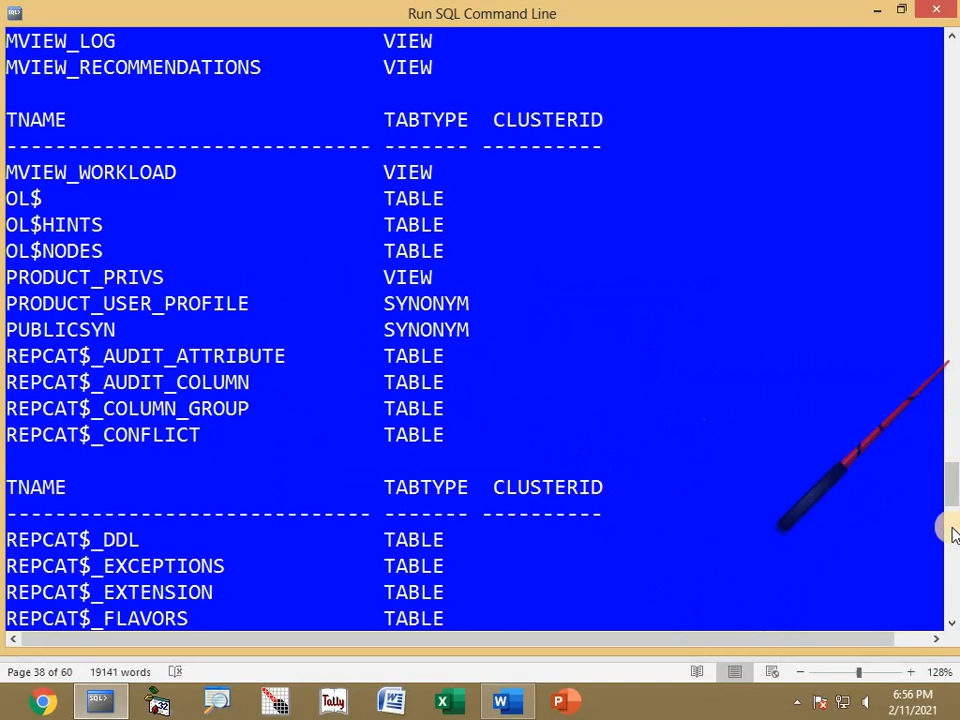 Run SQL Command Line
MVIEW_LOG VIEW
MVIEW_RECOMMENDATIONS VIEW
TNAME TABTYPE CLUSTERID
------------------------------ ------- ----------
MVIEW_WORKLOAD VIEW
OL$ TABLE
OL$HINTS TABLE
OL$NODES TABLE
PRODUCT_PRIVS VIEW
PRODUCT_USER_PROFILE SYNONYM
PUBLICSYN SYNONYM
REPCAT$_AUDIT_ATTRIBUTE TABLE
REPCAT$_AUDIT_COLUMN TABLE
REPCAT$_COLUMN_GROUP TABLE
REPCAT$_CONFLICT TABLE
TNAME TABTYPE CLUSTERID
------------------------------ ------- ----------
REPCAT$_DDL TABLE
REPCAT$_EXCEPTIONS TABLE
REPCAT$_EXTENSION TABLE
REPCAT$_FLAVORS TABLE
Page 38 of 60 19141 words 128%
SQL> 32 Tally 6:56 PM
2/11/2021